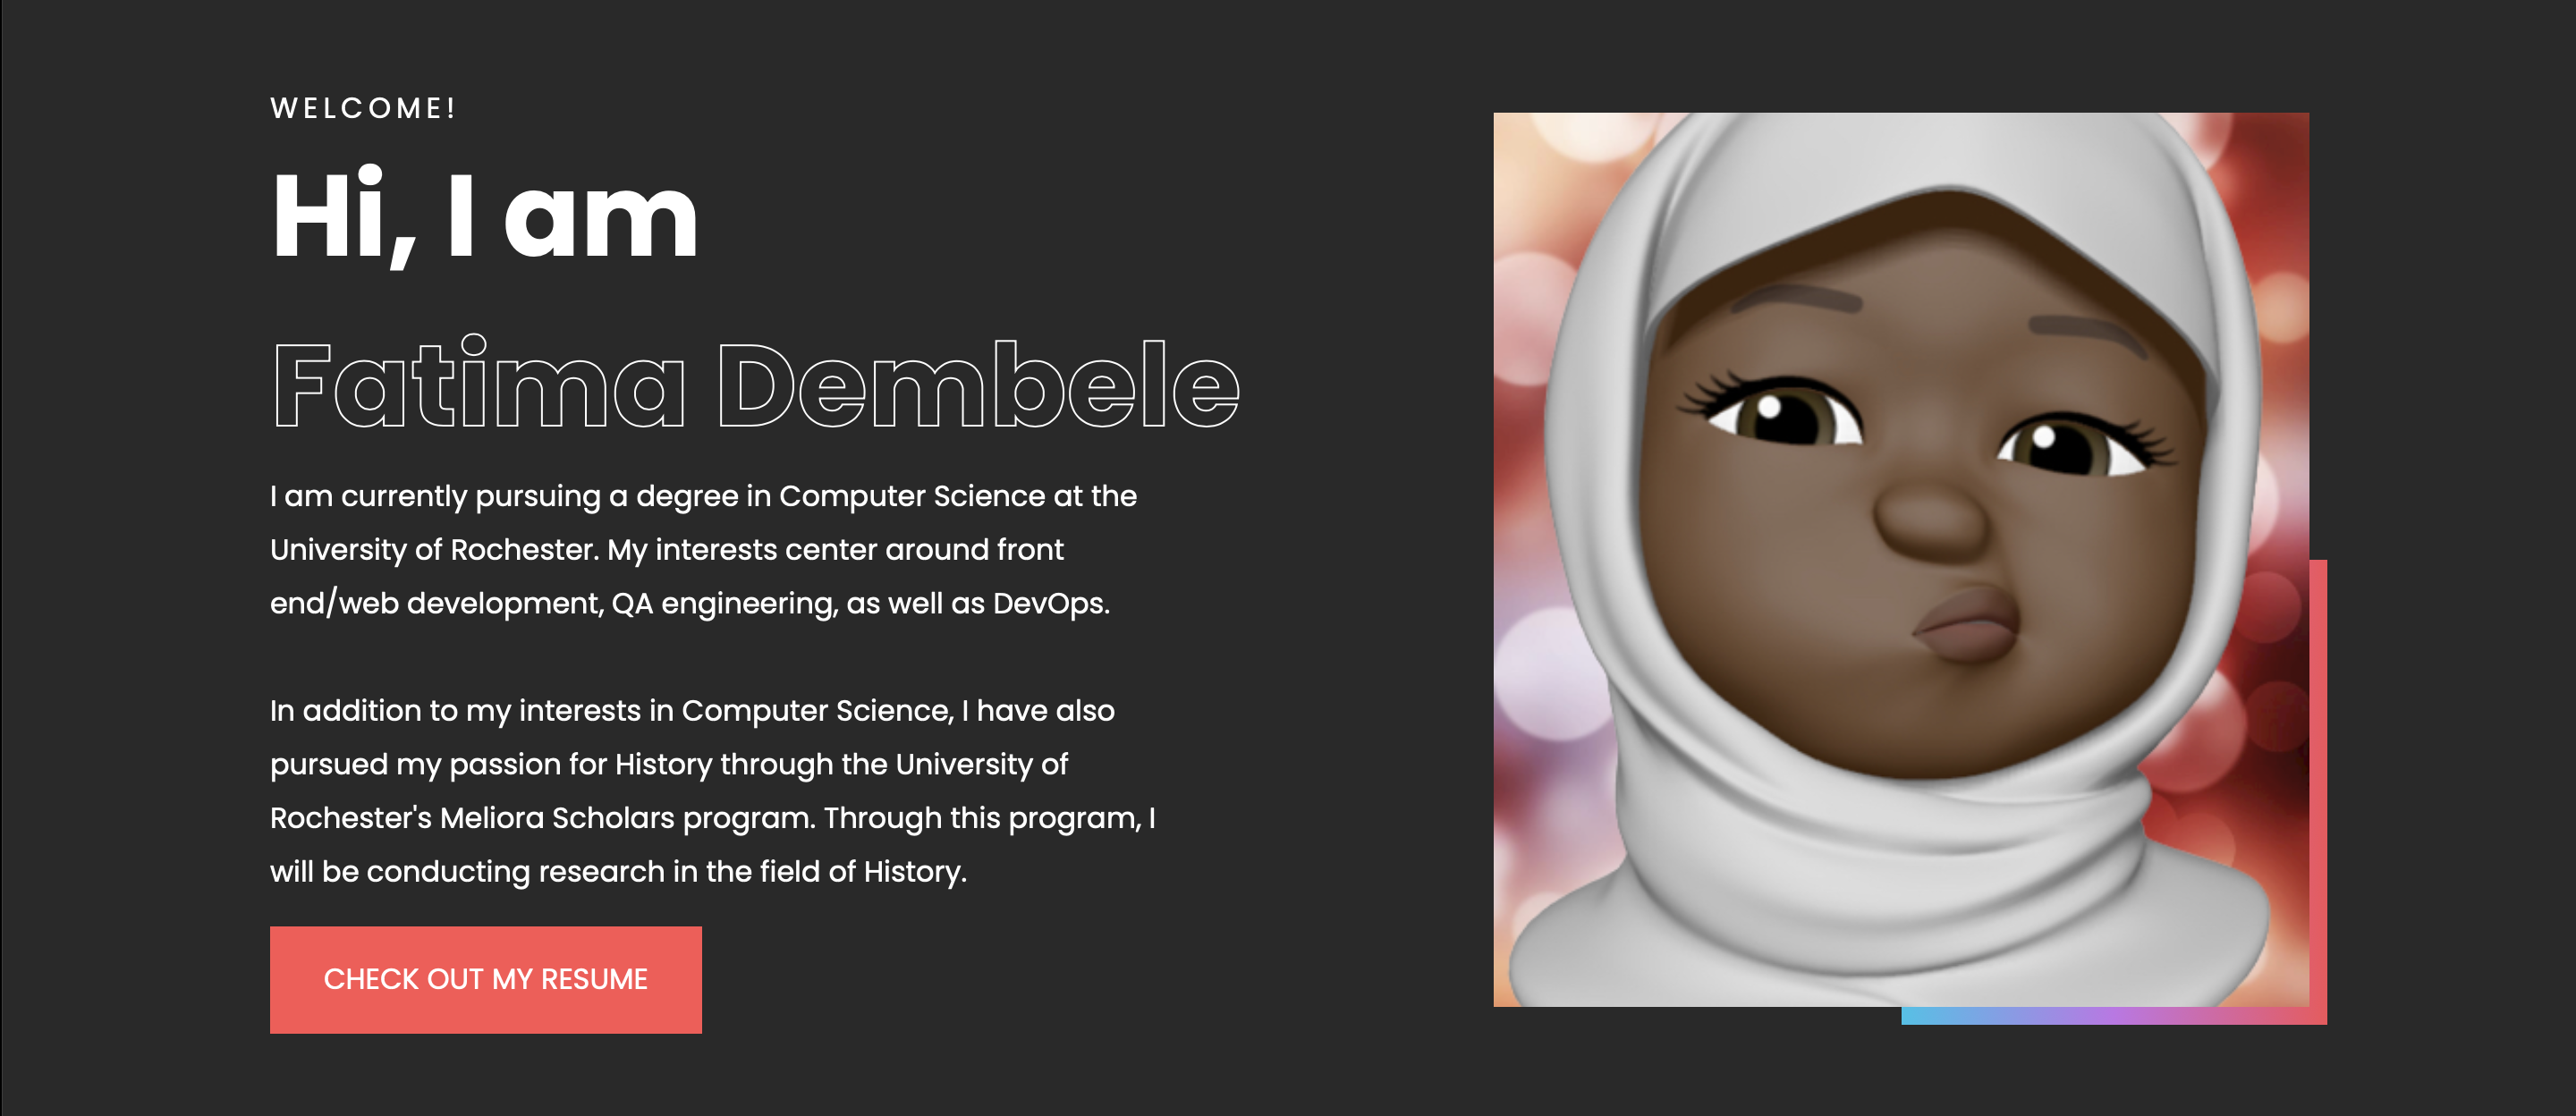 WELCOME!
Hi, I am
Fatima Dembele
I am currently pursuing a degree in Computer Science at the
University of Rochester. My interests center around front
end/web development, QA engineering, as well as DevOps.
In addition to my interests in Computer Science, I have also
pursued my passion for History through the University of
Rochester's Meliora Scholars program. Through this program, I
will be conducting research in the field of History.
CHECK OUT MY RESUME